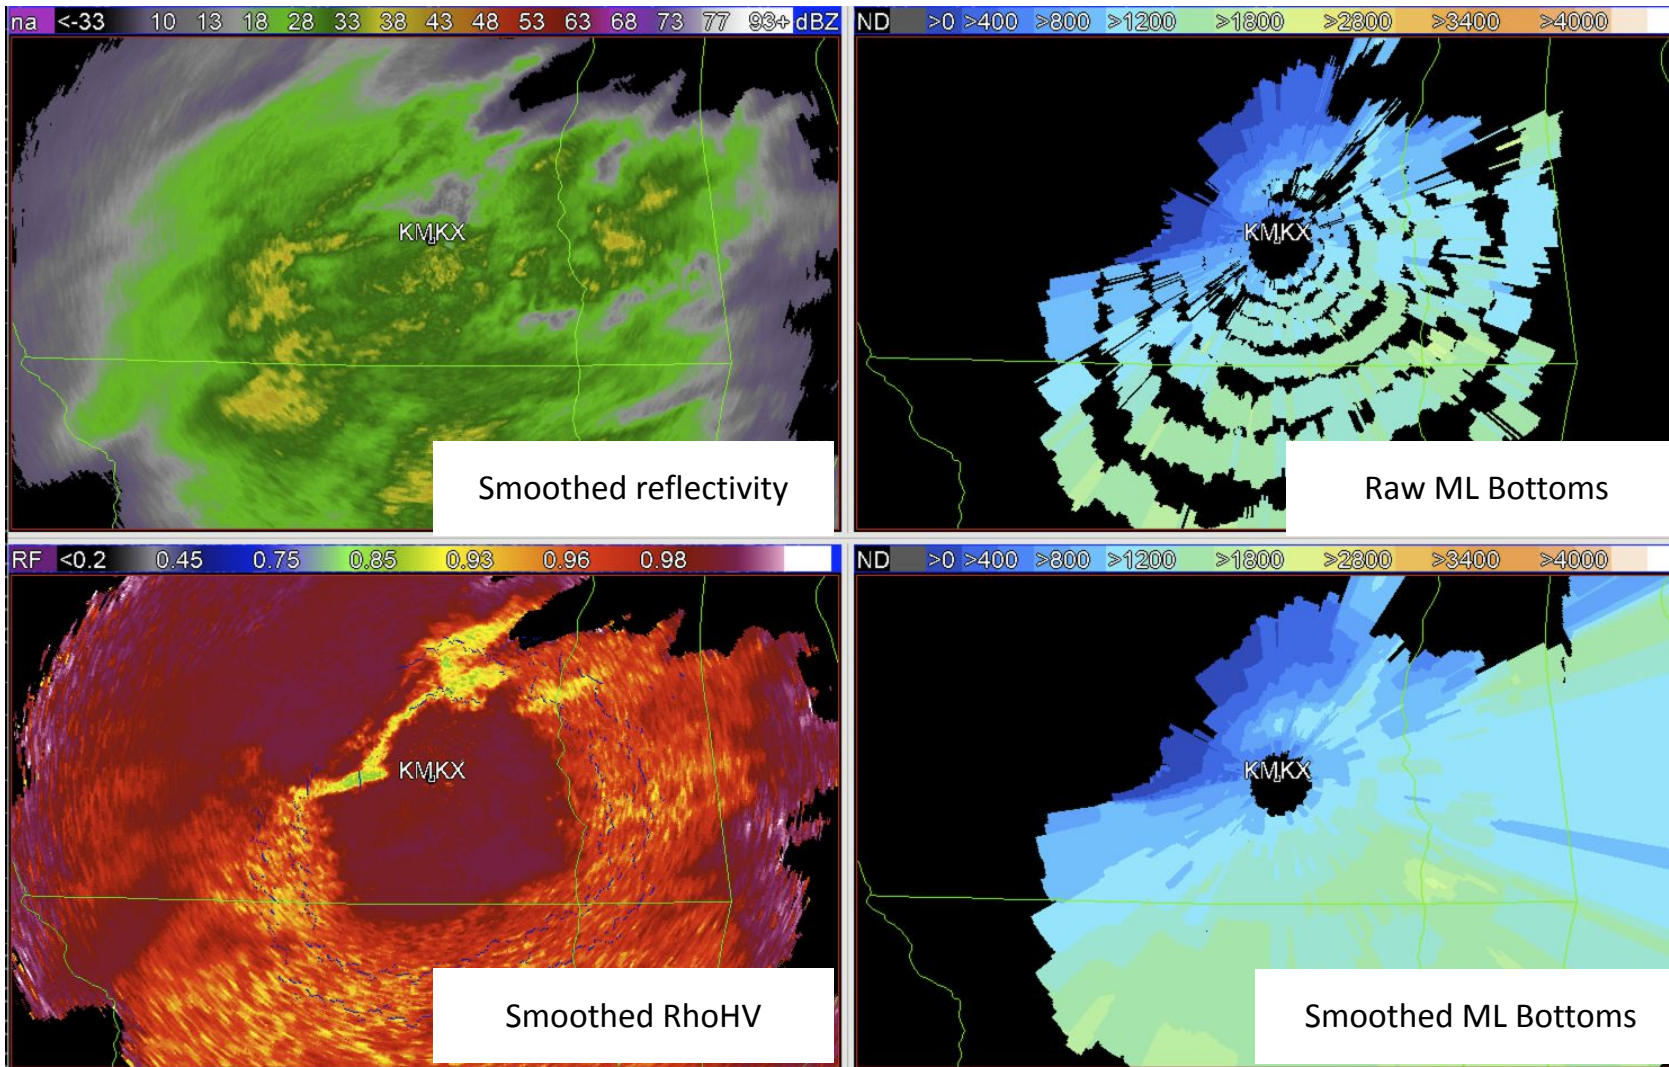 na <-33 10 13 18 28 33 38 43 48 53 63 68 73 77 93+ dBZ
ND >0 >400 >800 >1200 >1800 >2800 >3400 >4000
KMKX
KMKX
Smoothed reflectivity
Raw ML Bottoms
RF <0.2 0.45 0.75 0.85 0.93 0.96 0.98
ND >0 >400 >800 >1200 >1800 >2800 >3400 >4000
KMKX
KMKX
Smoothed RhoHV
Smoothed ML Bottoms